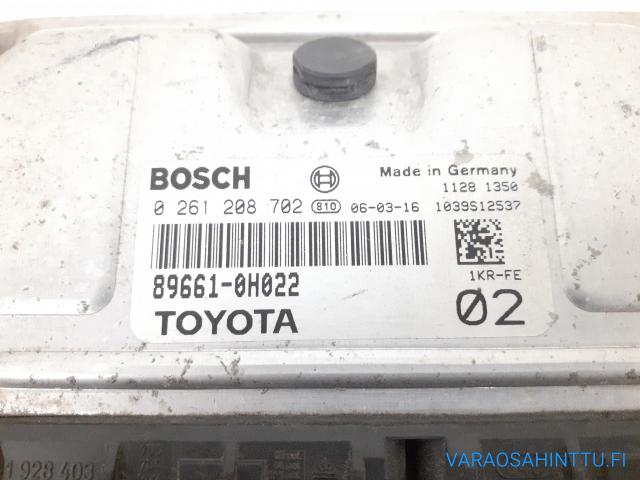 BOSCH
Made in Germany
1128 1350
0 261 208 702 810 06-03-16 1039S12537
89661-0H022
1KR-FE
TOYOTA
02
1 928 403
VARAOSAHINTTU.FI